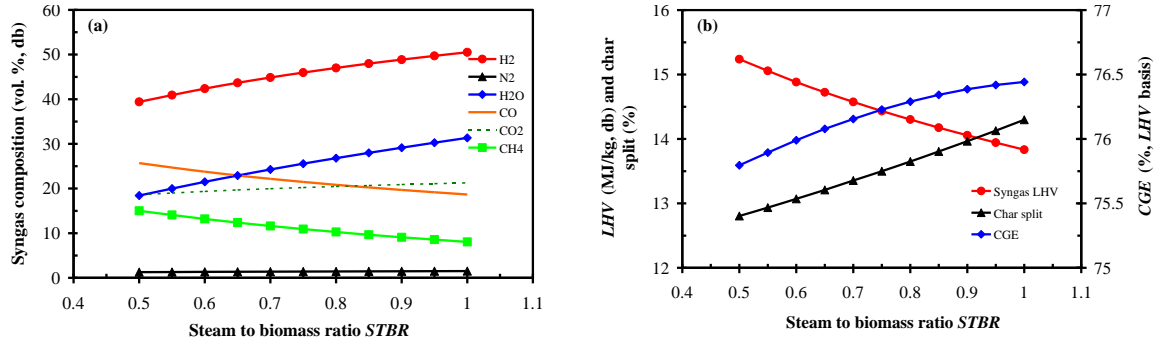 (a)
Syngas composition (vol. %, db)
60
50
40
30
20
10
0
0.4 0.5 0.6 0.7 0.8 0.9 1 1.1
Steam to biomass ratio STBR
H2
N2
H2O
CO
CO2
CH4
(b)
LHV (MJ/kg, db) and char
split (%)
16
15
14
13
12
0.4 0.5 0.6 0.7 0.8 0.9 1 1.1
Steam to biomass ratio STBR
Syngas LHV
Char split
CGE
77
76.5
76
75.5
75
CGE (%, LHV basis)